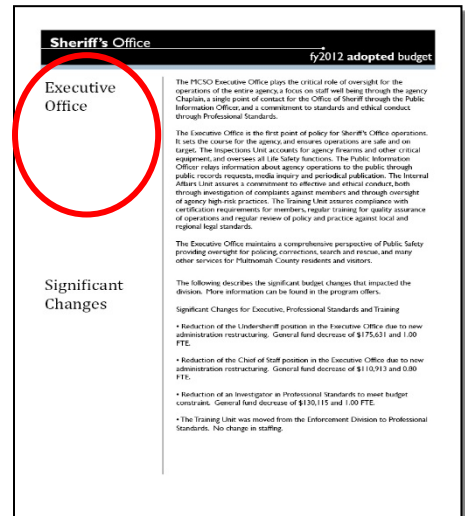 Sheriff's Office
fy2012 adopted budget
Executive
Office
The MCSO Executive Office plays the critical role of oversight for the
operations of the entire agency, a focus on staff well being through the agency
Chaplain, a single point of contact for the Office of Sheriff through the Public
Information Officer, and a commitment to standards and ethical conduct
through Professional Standards.
The Executive Office is the first point of policy for Sheriff's Office operations.
It sets the course for the agency, and ensures operations are safe and on
target. The Inspections Unit accounts for agency firearms and other critical
equipment, and oversees all Life Safety functions. The Public Information
Officer relays information about agency operations to the public through
public records requests, media inquiry and periodical publication. The Internal
Affairs Unit assures a commitment to effective and ethical conduct, both
through investigation of complaints against members and through oversight
of agency high-risk practices. The Training Unit assures compliance with
certification requirements for members, regular training for quality assurance
of operations and regular review of policy and practice against local and
regional legal standards.
The Executive Office maintains a comprehensive perspective of Public Safety
providing oversight for policing, corrections, search and rescue, and many
other services for Multnomah County residents and visitors.
Significant
Changes
The following describes the significant budget changes that impacted the
division. More information can be found in the program offers.
Significant Changes for Executive, Professional Standards and Training
• Reduction of the Undersheriff position in the Executive Office due to new
administration restructuring. General fund decrease of $175,631 and 1.00
FTE.
• Reduction of the Chief of Staff position in the Executive Office due to new
administration restructuring. General fund decrease of $110,913 and 0.80
FTE.
• Reduction of an Investigator in Professional Standards to meet budget
constraint. General fund decrease of $130,115 and 1.00 FTE.
• The Training Unit was moved from the Enforcement Division to Professional
Standards. No change in staffing.